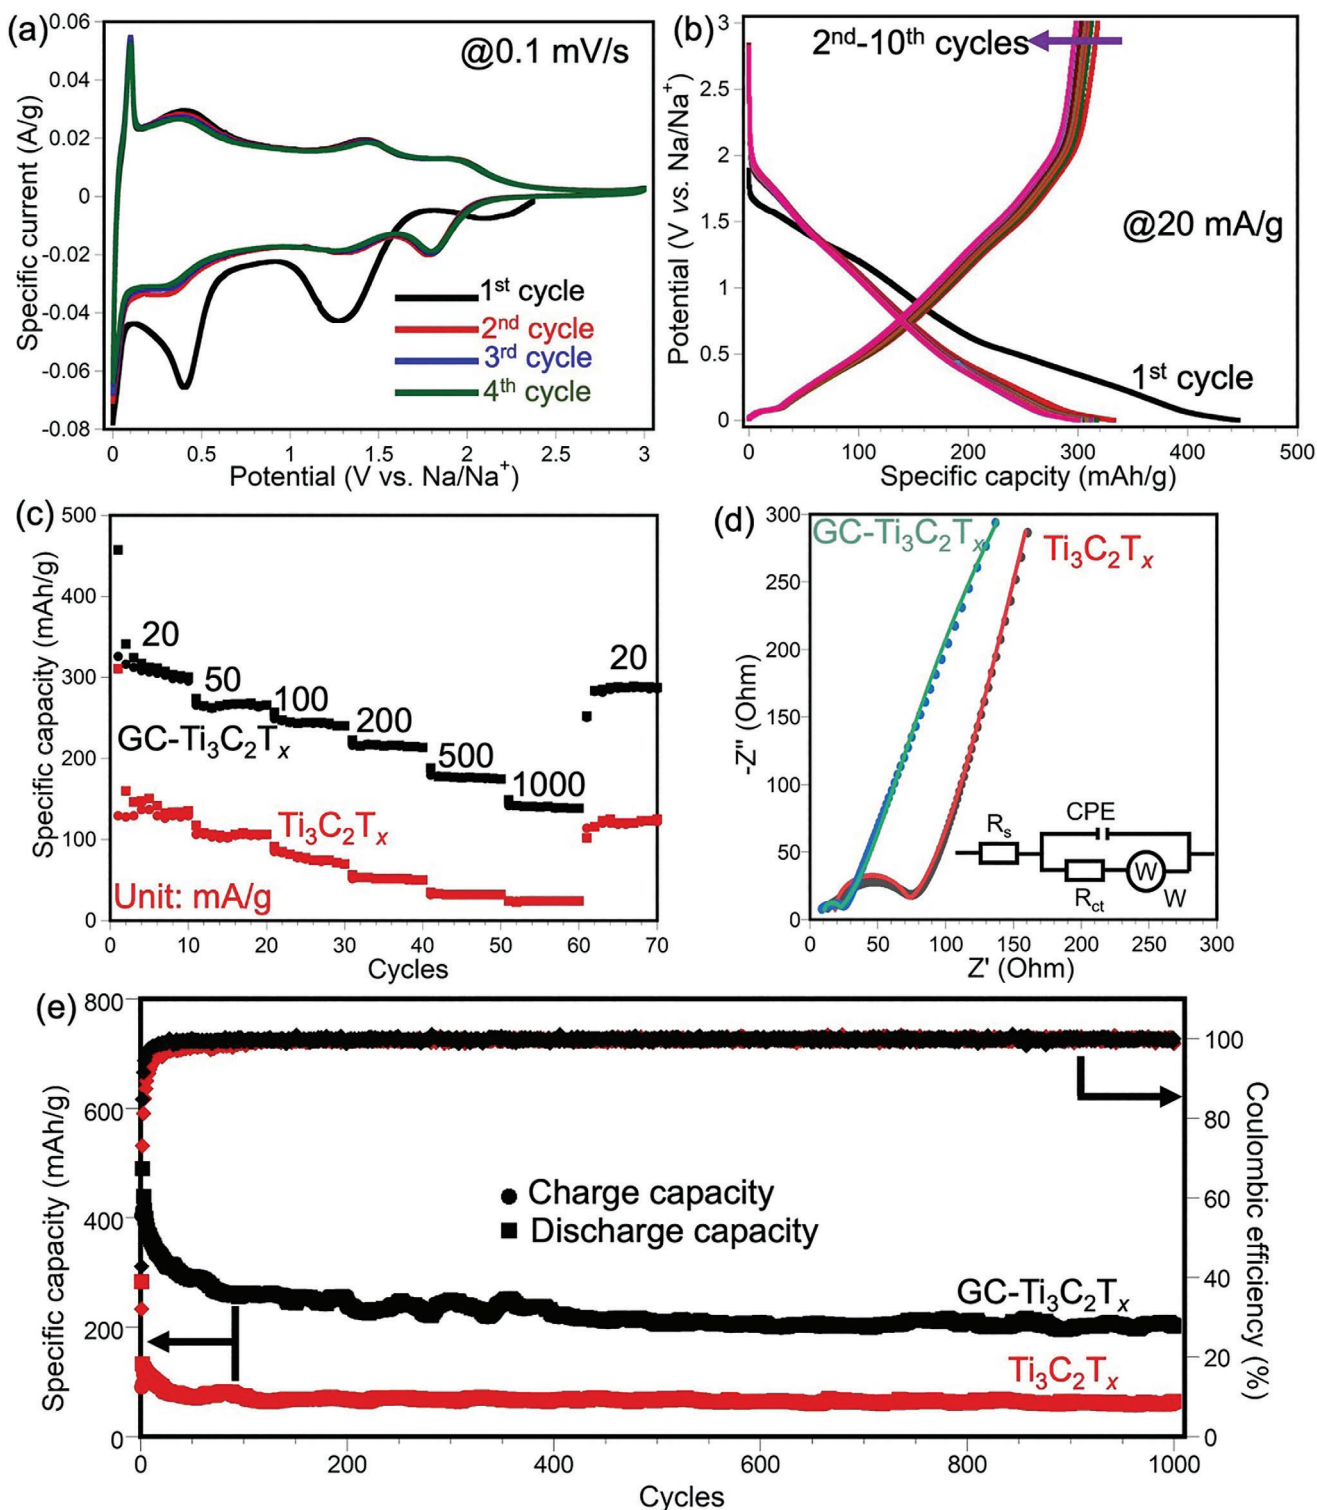 (a)
@0.1 mV/s
Specific current (A/g)
0.06
0.04
0.02
0
-0.02
-0.04
-0.06
-0.08
1st cycle
2nd cycle
3rd cycle
4th cycle
0 0.5 1 1.5 2 2.5 3
Potential (V vs. Na/Na+)
(b)
2nd-10th cycles
@20 mA/g
1st cycle
Potential (V vs. Na/Na+)
3
2.5
2
1.5
1
0.5
0
0 100 200 300 400 500
Specific capcity (mAh/g)
(c)
Specific capacity (mAh/g)
500
400
300
200
100
0
20
50
100
200
500
1000
20
GC-Ti3C2Tx
Ti3C2Tx
Unit: mA/g
0 10 20 30 40 50 60 70
Cycles
(d)
-Z'' (Ohm)
300
250
200
150
100
50
0
GC-Ti3C2Tx
Ti3C2Tx
CPE
Rs
Rct
W
W
0 50 100 160 200 250 300
Z' (Ohm)
(e)
Specific capacity (mAh/g)
800
600
400
200
0
Charge capacity
Discharge capacity
GC-Ti3C2Tx
Ti3C2Tx
100
80
60
40
20
0
Coulombic efficiency (%)
0 200 400 600 800 1000
Cycles